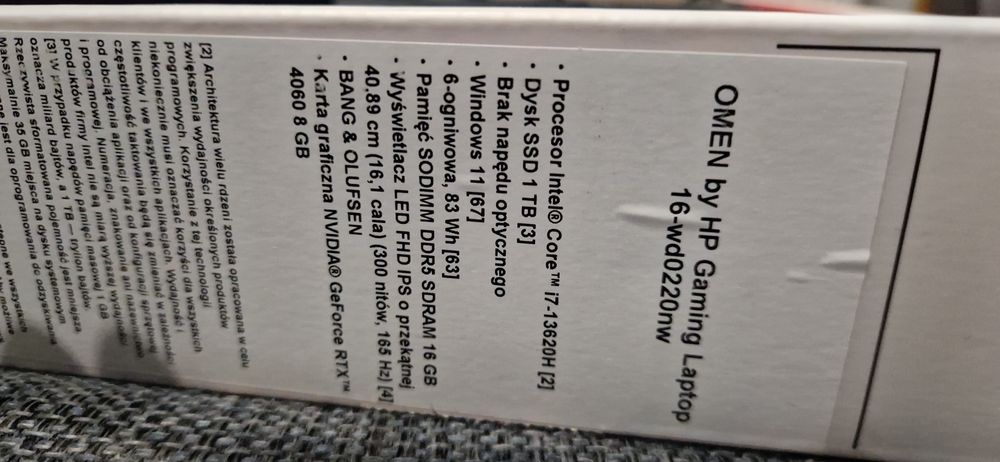 OMEN by HP Gaming Laptop
16-wd0220nw
• Procesor Intel® Core™ i7-13620H [2]
• Dysk SSD 1 TB [3]
• Brak napędu optycznego
• Windows 11 [67]
• 6-ogniwowa, 83 Wh [63]
• Pamięć SODIMM DDR5 SDRAM 16 GB
• Wyświetlacz LED FHD IPS o przekątnej
40.89 cm (16,1 cala) (300 nitów, 165 Hz) [4]
• BANG & OLUFSEN
• Karta graficzna NVIDIA® GeForce RTX™
4060 8 GB
[2] Architektura wielu rdzeni została opracowana w celu
zwiększenia wydajności określonych produktów
programowych. Korzystanie z tej technologii
niekoniecznie musi oznaczać korzyści dla wszystkich
klientów i we wszystkich aplikacjach. Wydajność i
częstotliwość taktowania będą się zmieniać w zależności
od obciążenia aplikacji oraz od konfiguracji sprzętowej
i programowej. Numeracja, znakowanie ani nazewnictwo
produktów firmy Intel nie są miarą wyższej wydajności.
[3] W przypadku napędów pamięci masowej 1 GB
oznacza miliard bajtów, a 1 TB — trylion bajtów.
Rzeczywista sformatowana pojemność jest mniejsza.
Maksymalnie 35 GB miejsca na dysku systemowym
jest dla oprogramowania do odzyskiwania
we wszystkich
możliwe